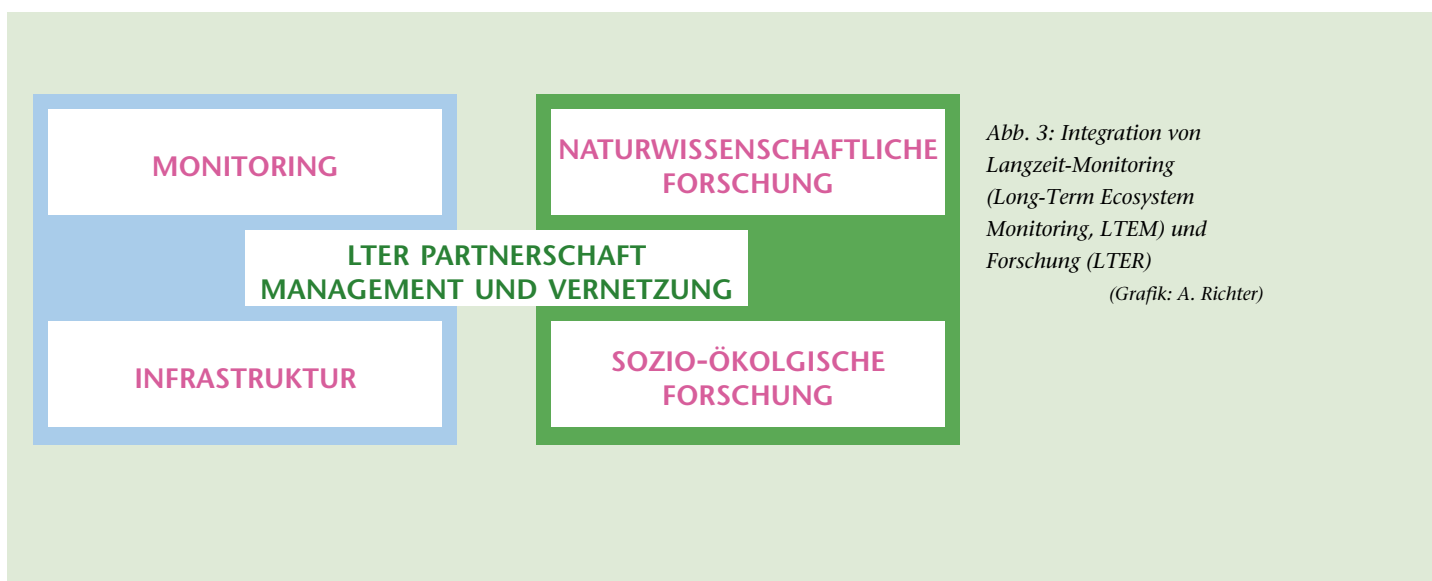 MONITORING
NATURWISSENSCHAFTLICHE
FORSCHUNG
LTER PARTNERSCHAFT
MANAGEMENT UND VERNETZUNG
INFRASTRUKTUR
SOZIO-ÖKOLGISCHE
FORSCHUNG
Abb. 3: Integration von
Langzeit-Monitoring
(Long-Term Ecosystem
Monitoring, LTEM) und
Forschung (LTER)
(Grafik: A. Richter)